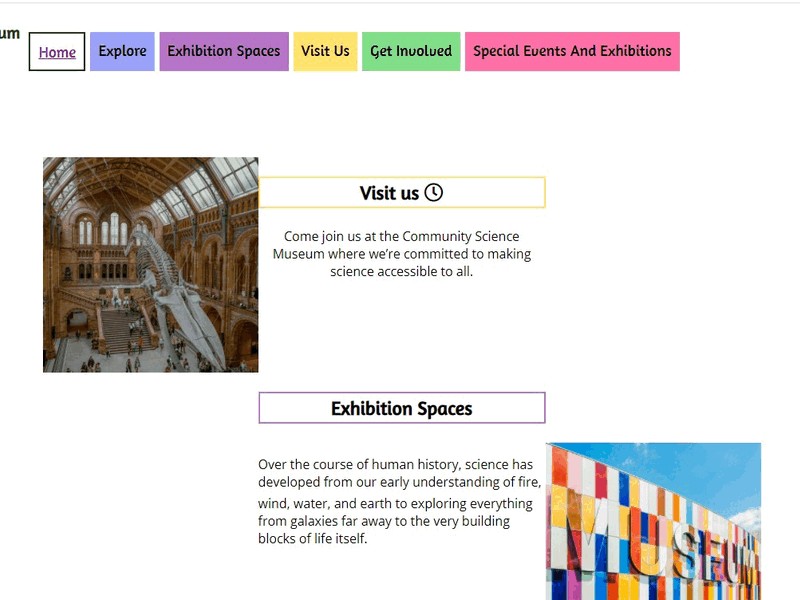 um
Home Explore Exhibition Spaces Visit Us Get Involved Special Events And Exhibitions
Visit us
Come join us at the Community Science
Museum where we’re committed to making
science accessible to all.
Exhibition Spaces
Over the course of human history, science has
developed from our early understanding of fire,
wind, water, and earth to exploring everything
from galaxies far away to the very building
blocks of life itself.
MUSEUM